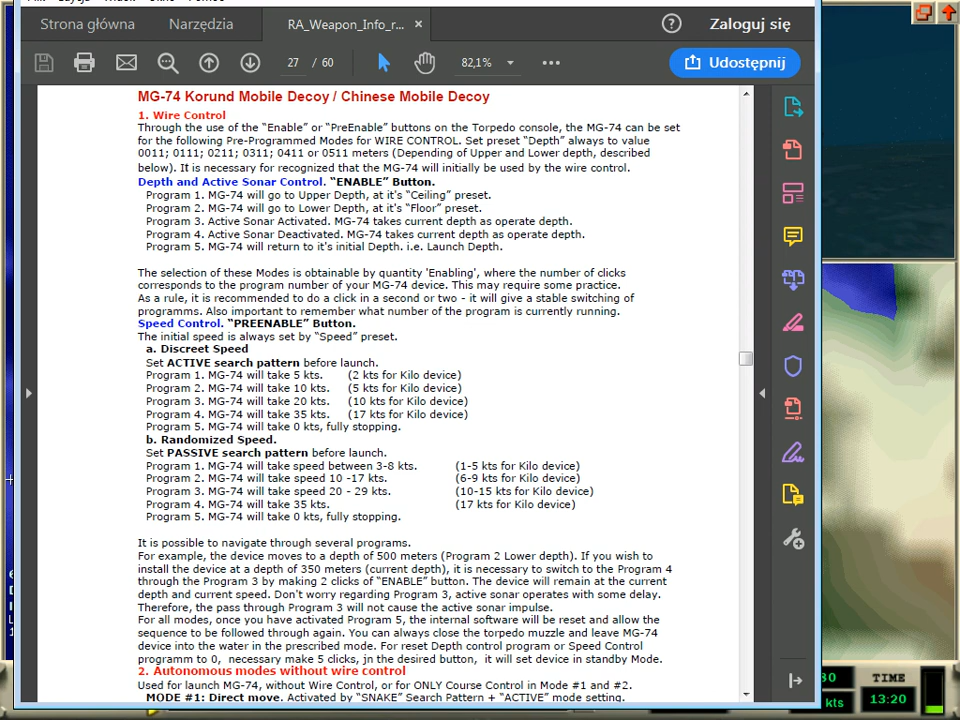 Strona główna
Narzędzia
RA_Weapon_Info_r...
×
Zaloguj się
27 / 60
82,1%
Udostępnij
MG-74 Korund Mobile Decoy / Chinese Mobile Decoy
1. Wire Control
Through the use of the “Enable” or “PreEnable” buttons on the Torpedo console, the MG-74 can be set
for the following Pre-Programmed Modes for WIRE CONTROL. Set preset “Depth” always to value
0011; 0111; 0211; 0311; 0411 or 0511 meters (Depending of Upper and Lower depth, described
below). It is necessary for recognized that the MG-74 will initially be used by the wire control.
Depth and Active Sonar Control. “ENABLE” Button.
Program 1. MG-74 will go to Upper Depth, at it's “Ceiling” preset.
Program 2. MG-74 will go to Lower Depth, at it's “Floor” preset.
Program 3. Active Sonar Activated. MG-74 takes current depth as operate depth.
Program 4. Active Sonar Deactivated. MG-74 takes current depth as operate depth.
Program 5. MG-74 will return to it's initial Depth. i.e. Launch Depth.
The selection of these Modes is obtainable by quantity 'Enabling', where the number of clicks
corresponds to the program number of your MG-74 device. This may require some practice.
As a rule, it is recommended to do a click in a second or two - it will give a stable switching of
programms. Also important to remember what number of the program is currently running.
Speed Control. “PREENABLE” Button.
The initial speed is always set by “Speed” preset.
a. Discreet Speed
Set ACTIVE search pattern before launch.
Program 1. MG-74 will take 5 kts. (2 kts for Kilo device)
Program 2. MG-74 will take 10 kts. (5 kts for Kilo device)
Program 3. MG-74 will take 20 kts. (10 kts for Kilo device)
Program 4. MG-74 will take 35 kts. (17 kts for Kilo device)
Program 5. MG-74 will take 0 kts, fully stopping.
b. Randomized Speed.
Set PASSIVE search pattern before launch.
Program 1. MG-74 will take speed between 3-8 kts. (1-5 kts for Kilo device)
Program 2. MG-74 will take speed 10 -17 kts. (6-9 kts for Kilo device)
Program 3. MG-74 will take speed 20 - 29 kts. (10-15 kts for Kilo device)
Program 4. MG-74 will take 35 kts. (17 kts for Kilo device)
Program 5. MG-74 will take 0 kts, fully stopping.
It is possible to navigate through several programs.
For example, the device moves to a depth of 500 meters (Program 2 Lower depth). If you wish to
install the device at a depth of 350 meters (current depth), it is necessary to switch to the Program 4
through the Program 3 by making 2 clicks of “ENABLE” button. The device will remain at the current
depth and current speed. Don't worry regarding Program 3, active sonar operates with some delay.
Therefore, the pass through Program 3 will not cause the active sonar impulse.
For all modes, once you have activated Program 5, the internal software will be reset and allow the
sequence to be followed through again. You can always close the torpedo muzzle and leave MG-74
device into the water in the prescribed mode. For reset Depth control program or Speed Control
programm to 0, necessary make 5 clicks, jn the desired button, it will set device in standby Mode.
2. Autonomous modes without wire control
Used for launch MG-74, without Wire Control, or for ONLY Course Control in Mode #1 and #2.
MODE #1: Direct move. Activated by “SNAKE” Search Pattern + “ACTIVE” mode setting.
TIME
kts
13:20